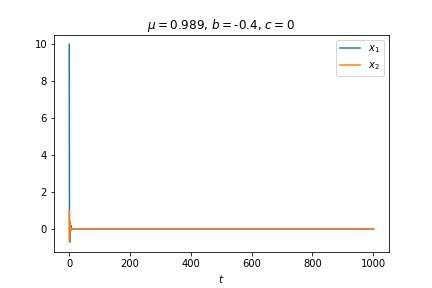 μ = 0.989, b = -0.4, c = 0
x₁
x₂
10
8
6
4
2
0
0 200 400 600 800 1000
t